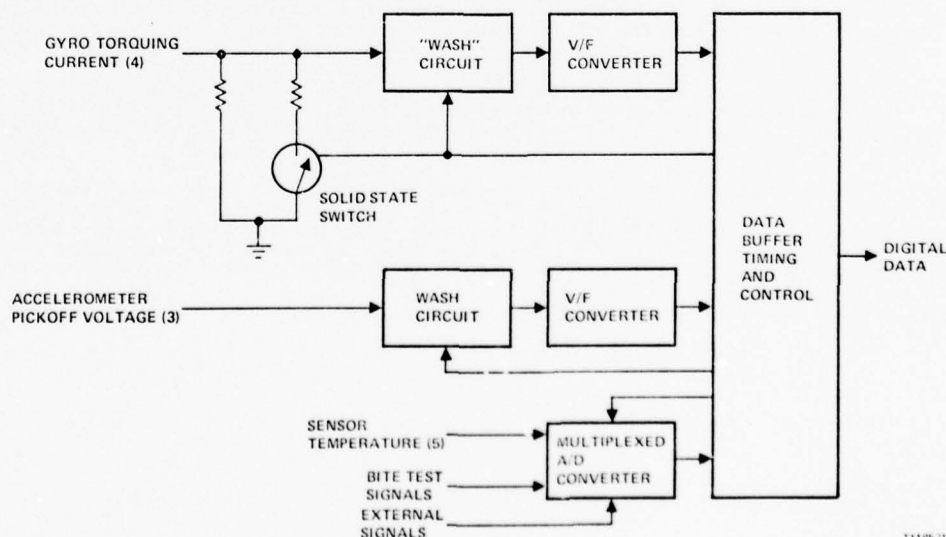 GYRO TORQUING
CURRENT (4)
"WASH"
CIRCUIT
V/F
CONVERTER
SOLID STATE
SWITCH
DATA
BUFFER
TIMING
AND
CONTROL
DIGITAL
DATA
ACCELEROMETER
PICKOFF VOLTAGE (3)
WASH
CIRCUIT
V/F
CONVERTER
SENSOR
TEMPERATURE (5)
MULTIPLEXED
A/D
CONVERTER
BITE TEST
SIGNALS
EXTERNAL
SIGNALS